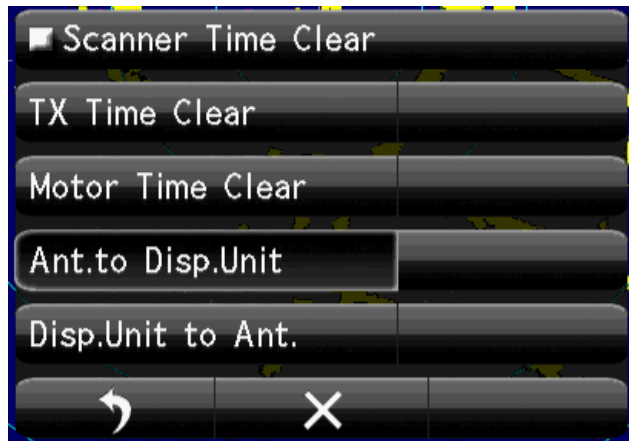 Scanner Time Clear
TX Time Clear
Motor Time Clear
Ant.to Disp.Unit
Disp.Unit to Ant.